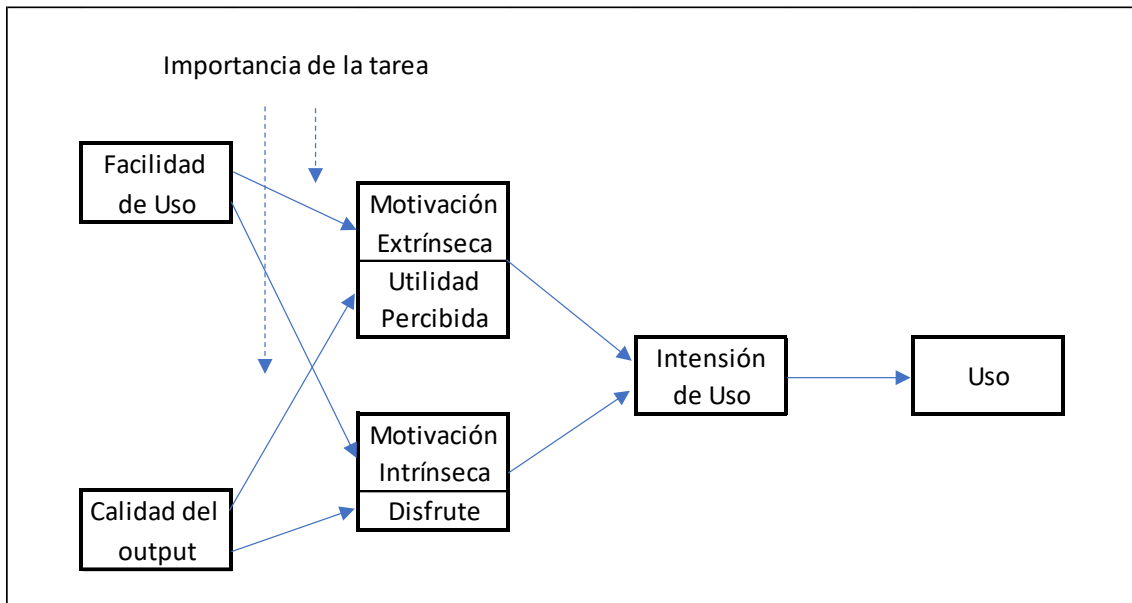 Importancia de la tarea
Facilidad
de Uso
Motivación
Extrínseca
Utilidad
Percibida
Intensión
de Uso
Uso
Motivación
Intrínseca
Disfrute
Calidad del
output